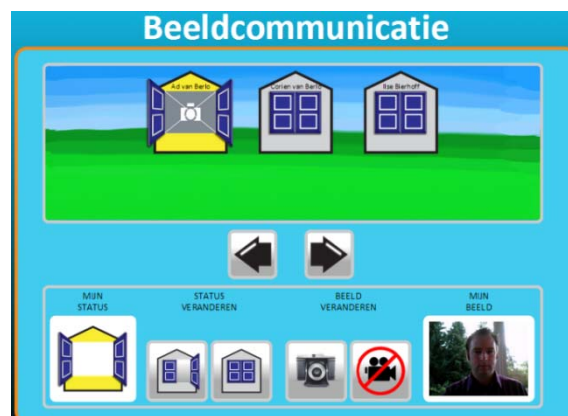 Beeldcommunicatie
Ad van Berlo
Corien van Berlo
Ilse Bierhoff
MIJN
STATUS
STATUS
VERANDEREN
BEELD
VERANDEREN
MIJN
BEELD